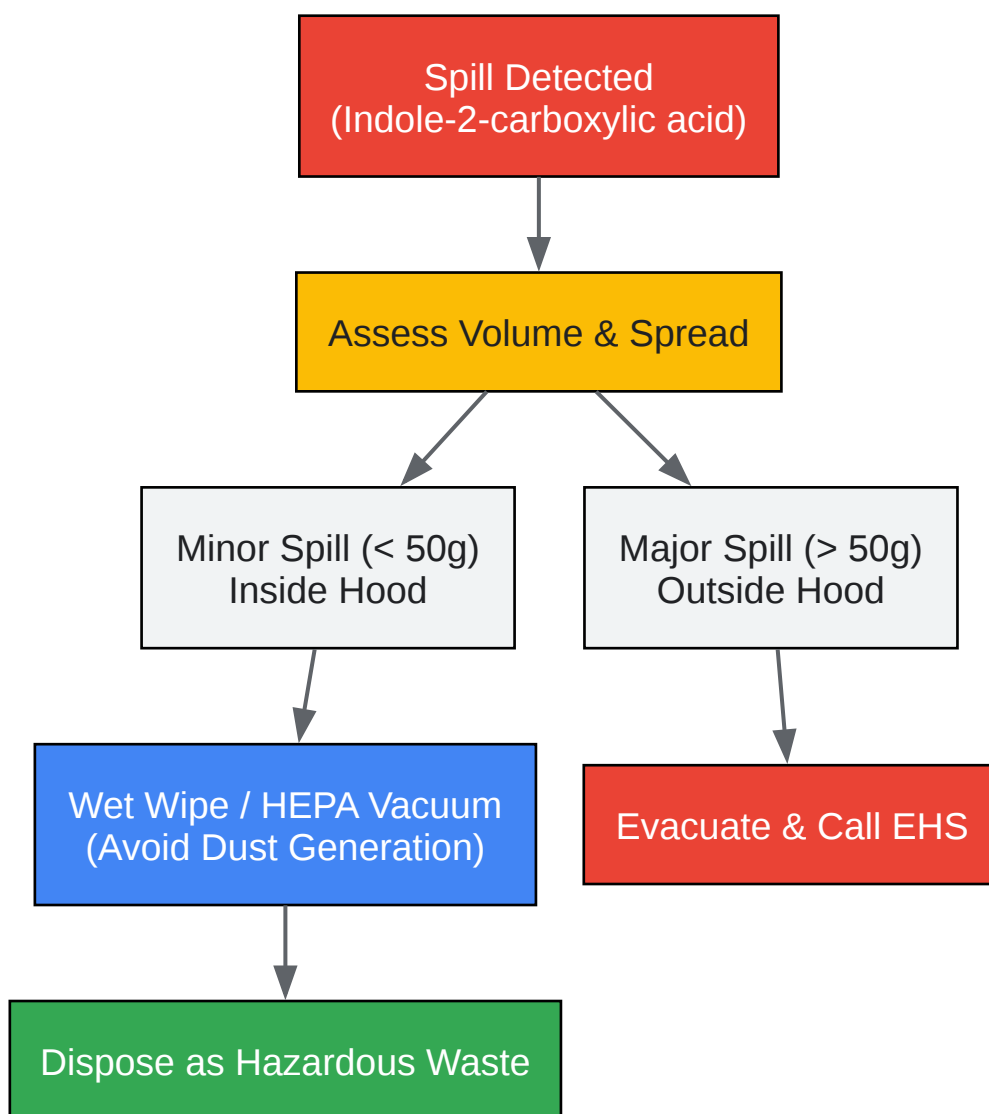 Spill Detected
(Indole-2-carboxylic acid)
Assess Volume & Spread
Minor Spill (< 50g)
Inside Hood
Major Spill (> 50g)
Outside Hood
Wet Wipe / HEPA Vacuum
(Avoid Dust Generation)
Evacuate & Call EHS
Dispose as Hazardous Waste